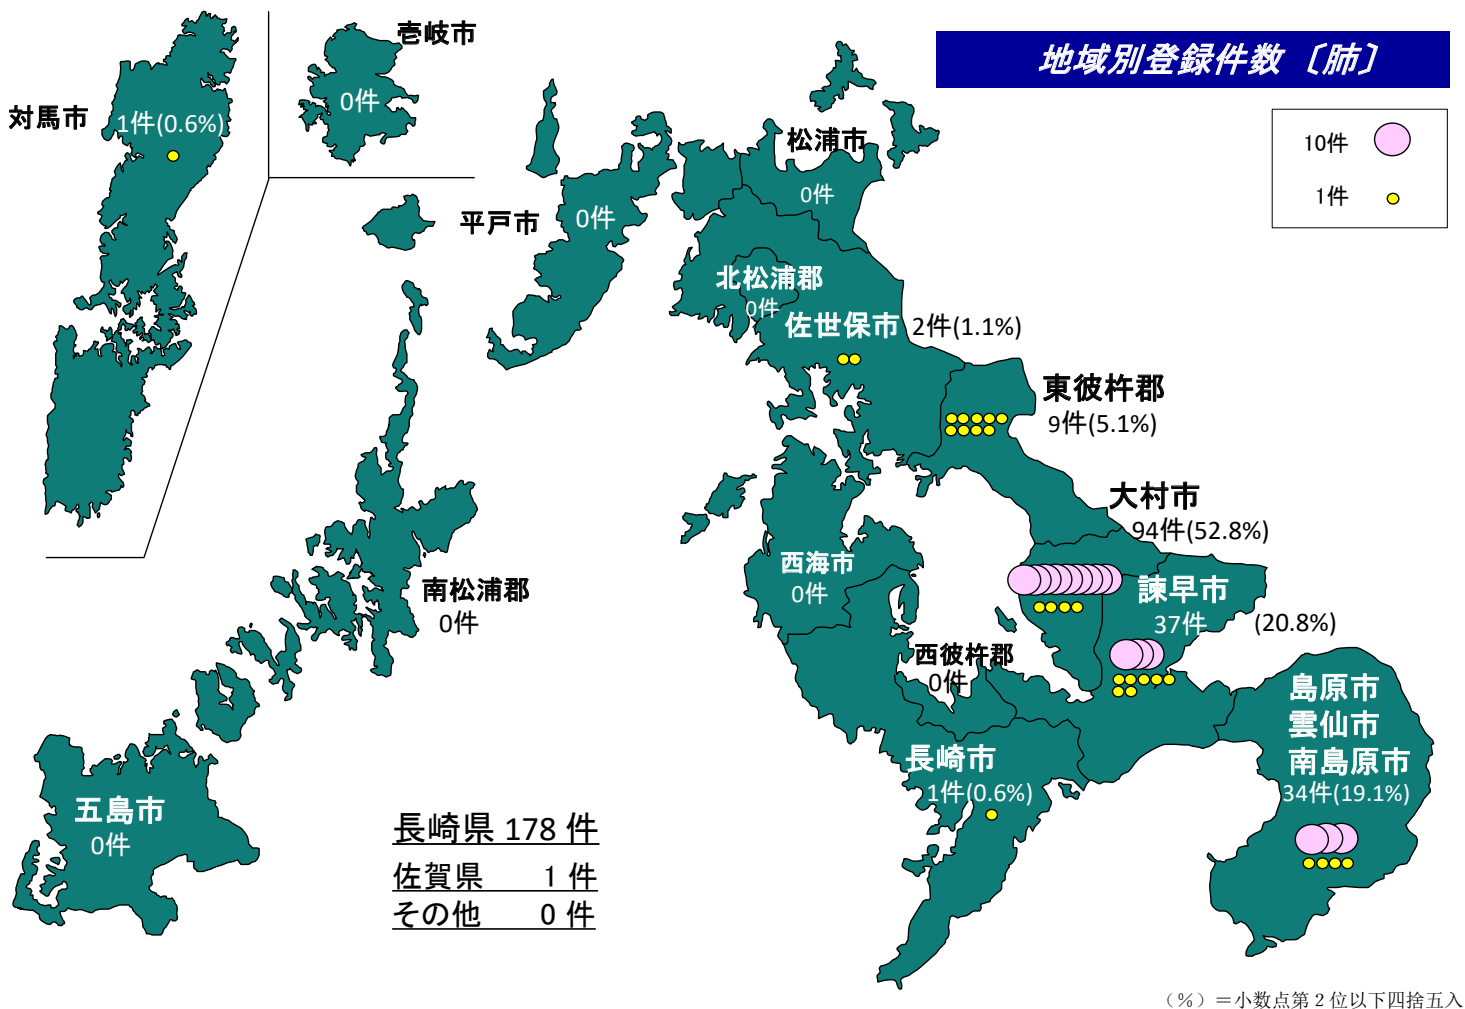 地域別登録件数〔肺〕
10件
1件
対馬市
1件(0.6%)
壱岐市
0件
平戸市
0件
松浦市
0件
北松浦郡
0件
佐世保市
2件(1.1%)
東彼杵郡
9件(5.1%)
大村市
94件(52.8%)
諫早市
37件
(20.8%)
西海市
0件
西彼杵郡
0件
南松浦郡
0件
島原市
雲仙市
南島原市
34件(19.1%)
長崎市
1件(0.6%)
五島市
0件
長崎県 178 件
佐賀県 1 件
その他 0 件
（%）＝小数点第２位以下四捨五入